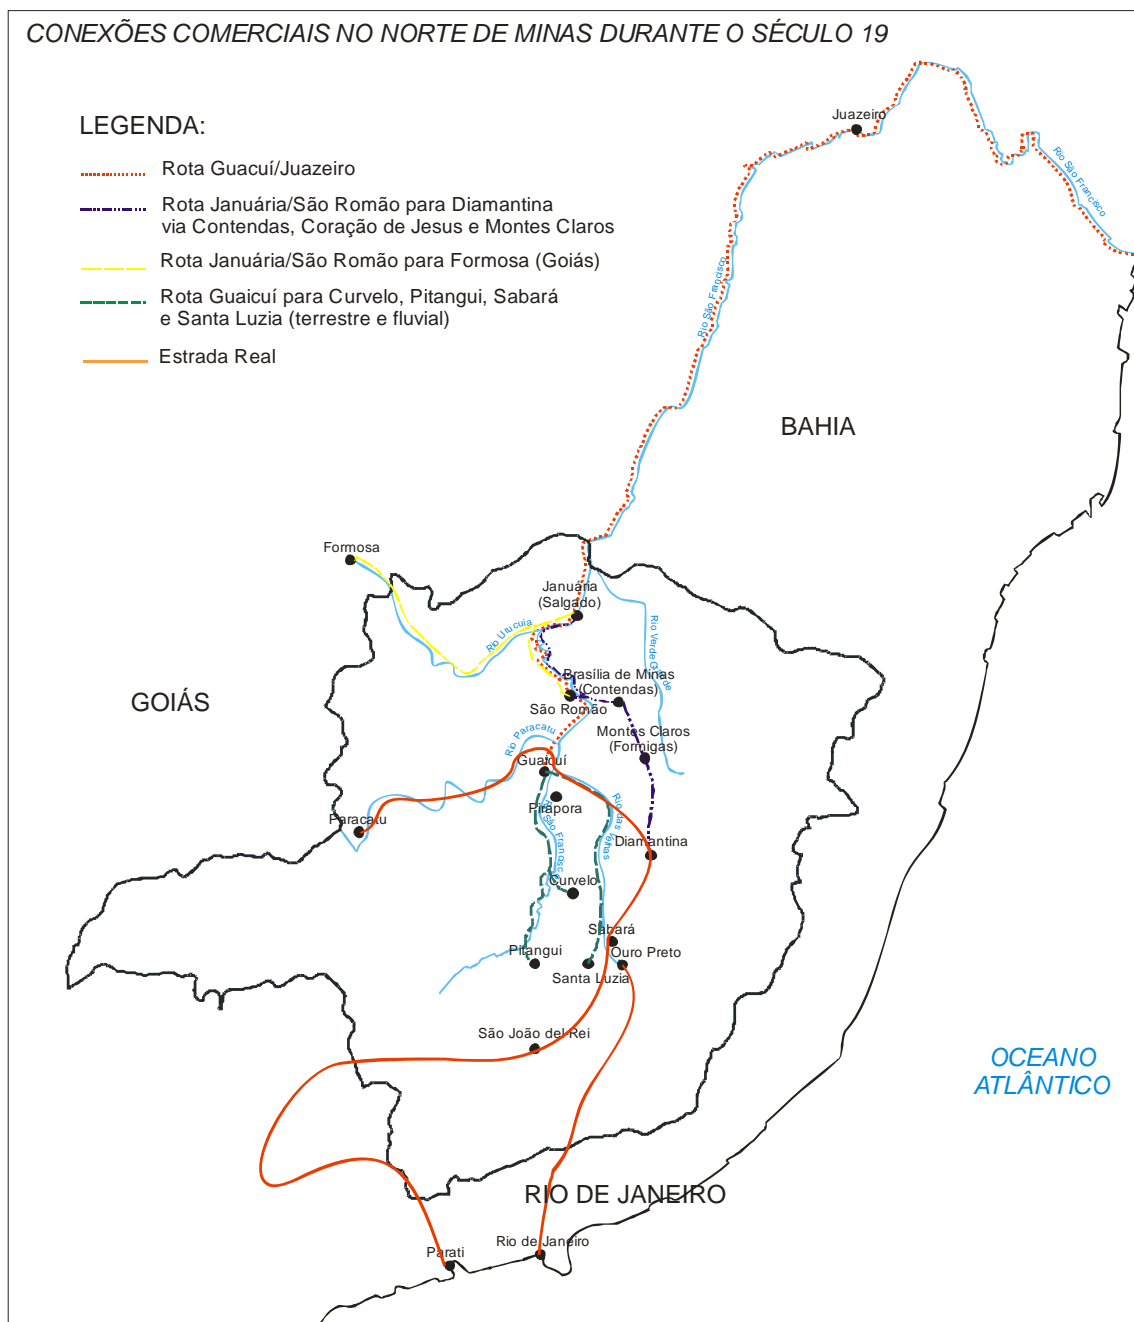 CONEXÕES COMERCIAIS NO NORTE DE MINAS DURANTE O SÉCULO 19
LEGENDA:
Rota Guacuí/Juazeiro
Rota Januária/São Romão para Diamantina
via Contendas, Coração de Jesus e Montes Claros
Rota Januária/São Romão para Formosa (Goiás)
Rota Guaicuí para Curvelo, Pitangui, Sabará
e Santa Luzia (terrestre e fluvial)
Estrada Real
Juazeiro
Rio São Francisco
Rio São Francisco
BAHIA
Formosa
Januária
(Salgado)
Rio Urucuia
Rio Verde Grande
Brasília de Minas
(Contendas)
GOIÁS
São Romão
Montes Claros
(Formigas)
Rio Paracatu
Guaicuí
Pirapora
Rio São Francisco
Rio das Velhas
Paracatu
Diamantina
Curvelo
Sabará
Pitangui
Ouro Preto
Santa Luzia
São João del Rei
OCEANO
ATLÂNTICO
RIO DE JANEIRO
Rio de Janeiro
Parati